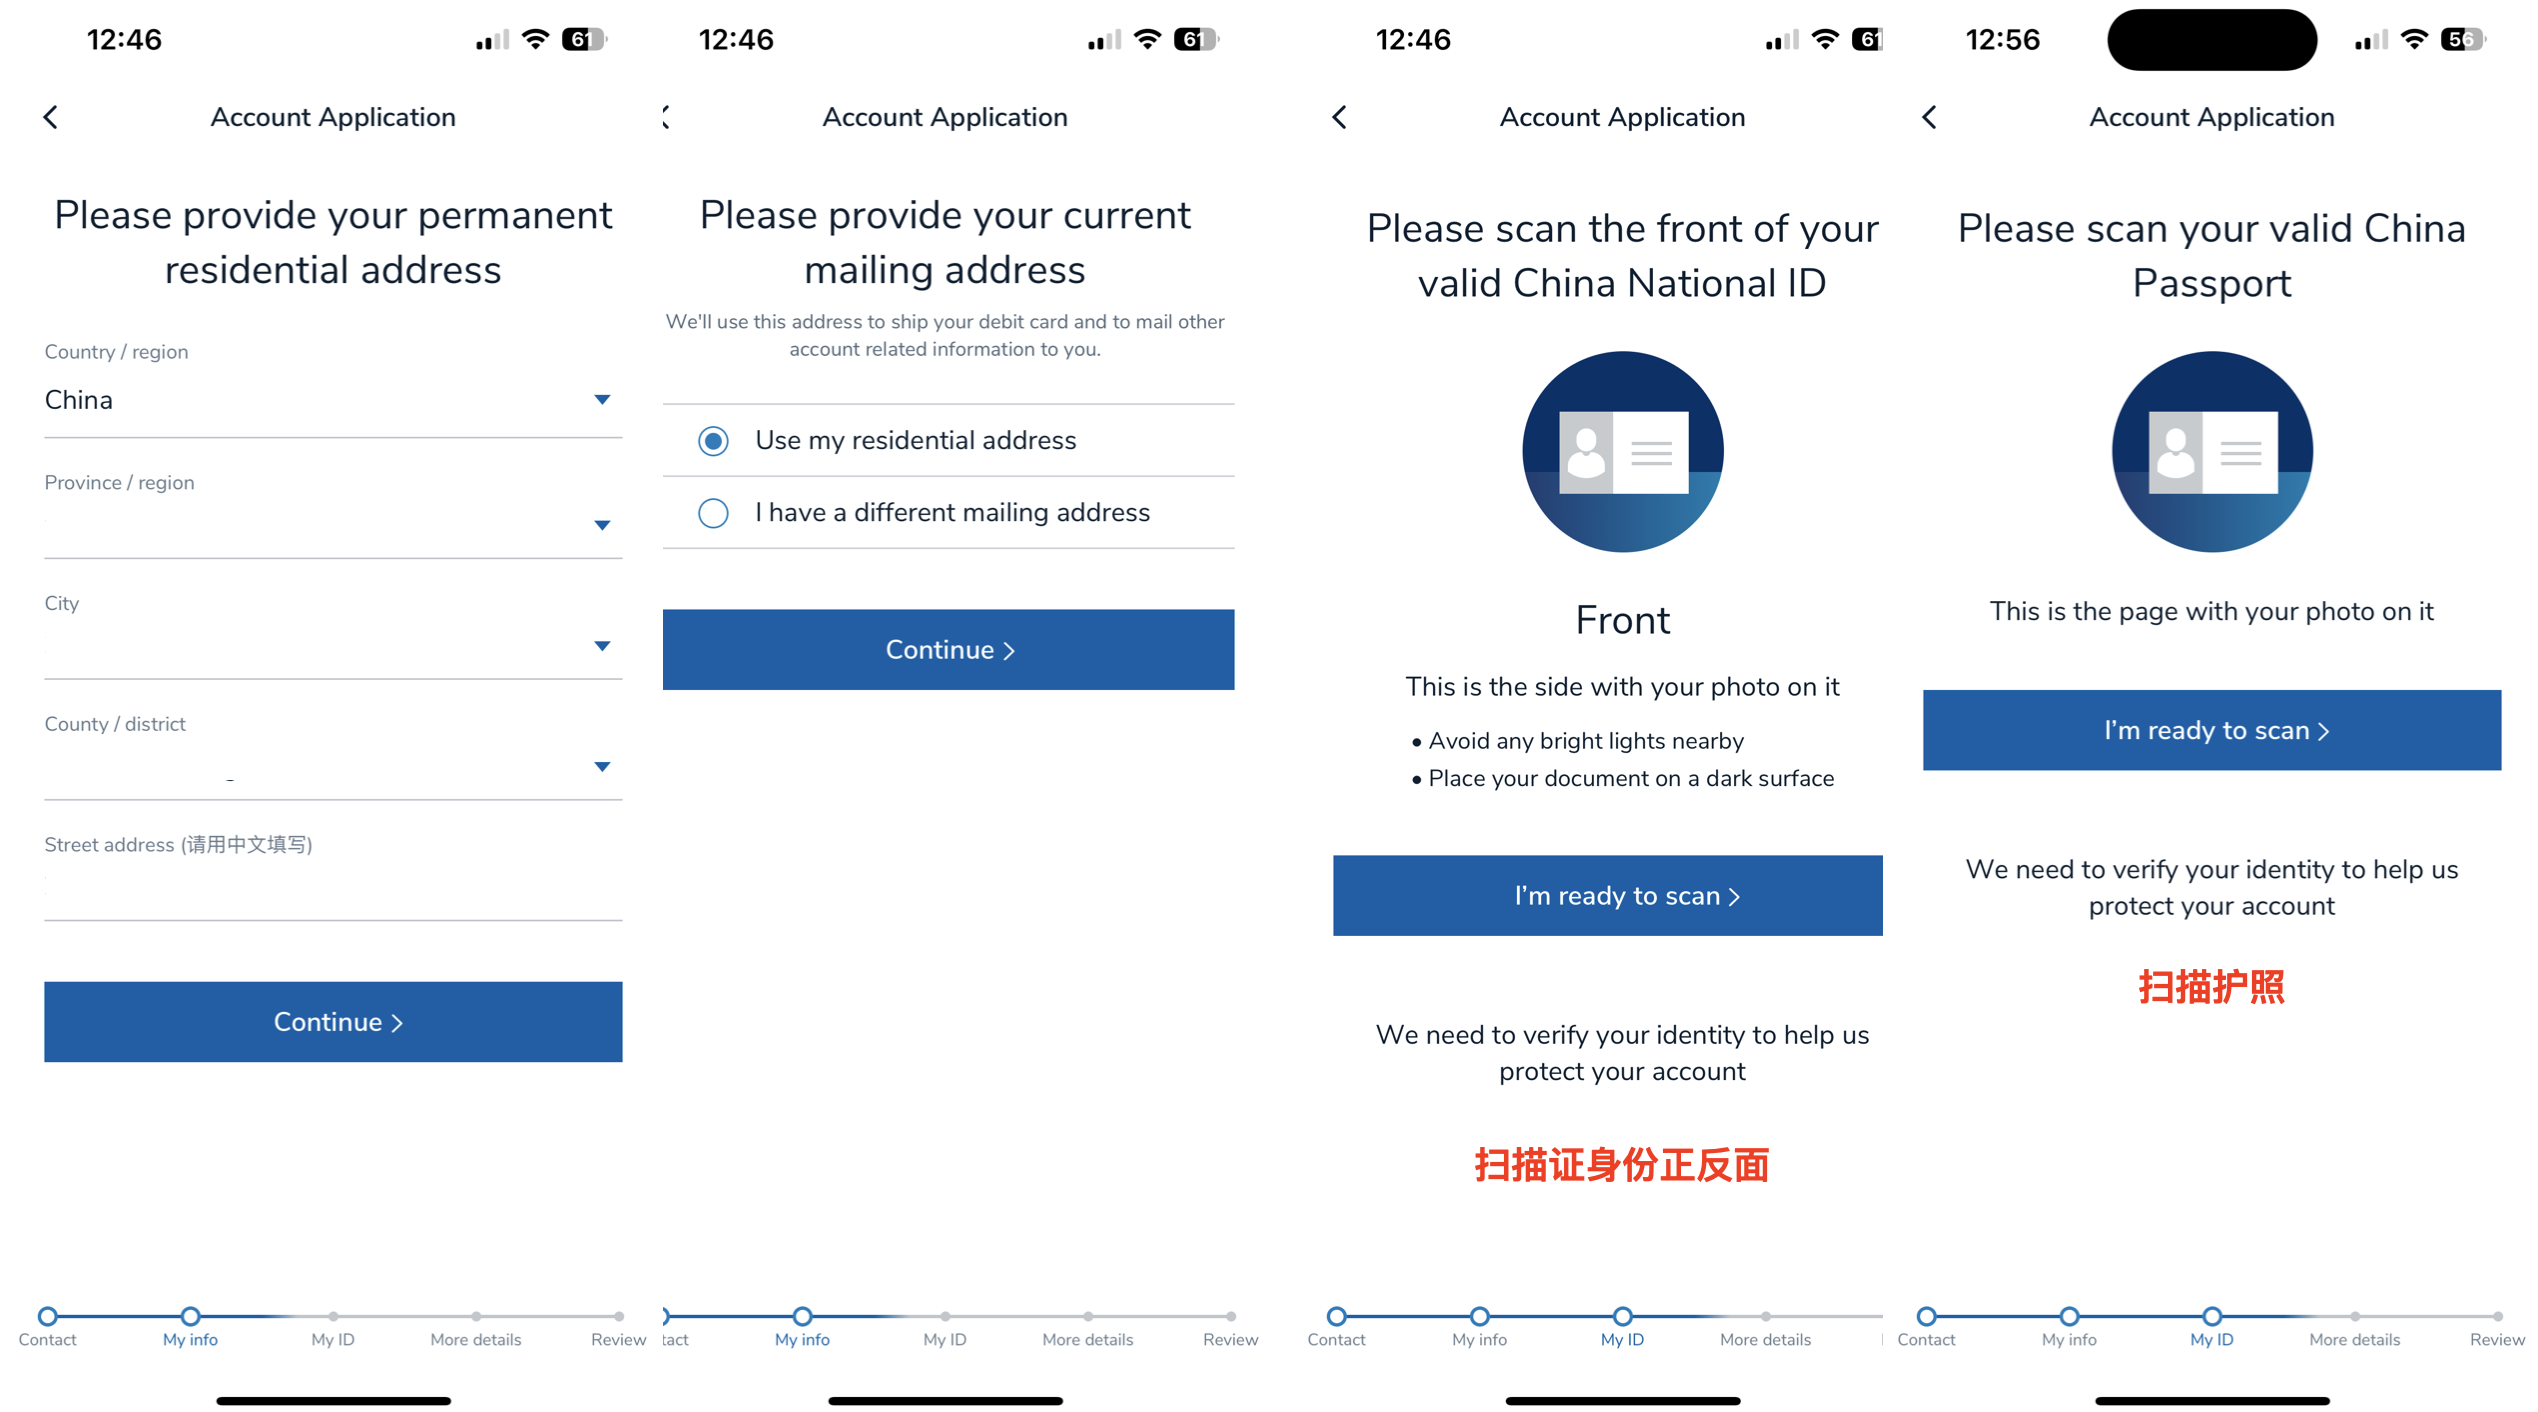 12:46
61
Account Application
Please provide your permanent
residential address
Country / region
China
Province / region
City
County / district
Street address (请用中文填写)
Continue
Contact
My info
My ID
More details
Review
12:46
61
Account Application
Please provide your current
mailing address
We'll use this address to ship your debit card and to mail other
account related information to you.
Use my residential address
I have a different mailing address
Continue
tact
My info
My ID
More details
Review
12:46
61
Account Application
Please scan the front of your
valid China National ID
Front
This is the side with your photo on it
• Avoid any bright lights nearby
• Place your document on a dark surface
I’m ready to scan
We need to verify your identity to help us
protect your account
扫描证身份正反面
Contact
My info
My ID
More details
12:56
56
Account Application
Please scan your valid China
Passport
This is the page with your photo on it
I’m ready to scan
We need to verify your identity to help us
protect your account
扫描护照
Contact
My info
My ID
More details
Review